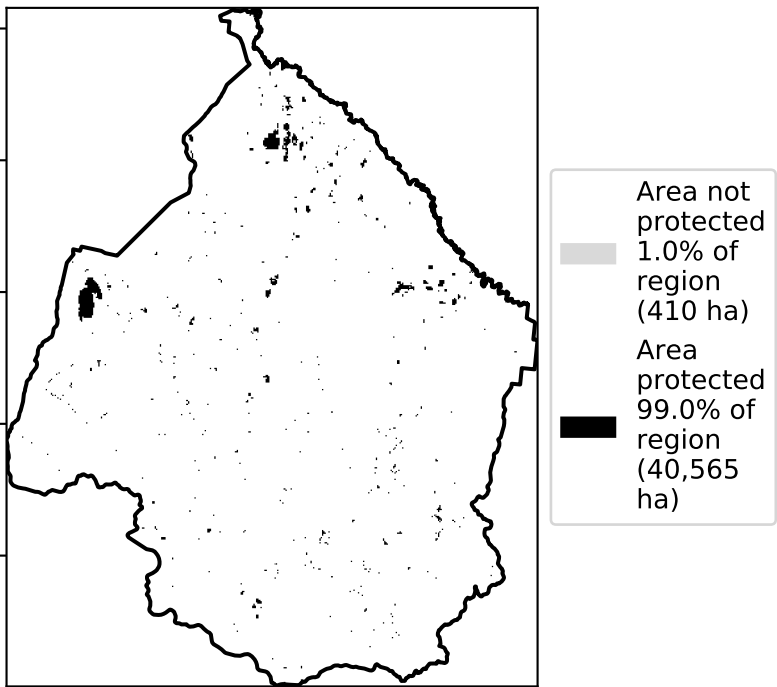 Area not
protected
1.0% of
region
(410 ha)
Area
protected
99.0% of
region
(40,565
ha)